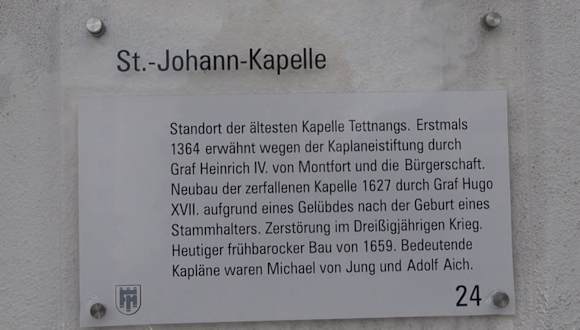 St.-Johann-Kapelle
Standort der ältesten Kapelle Tettnangs. Erstmals
1364 erwähnt wegen der Kaplaneistiftung durch
Graf Heinrich IV. von Montfort und die Bürgerschaft.
Neubau der zerfallenen Kapelle 1627 durch Graf Hugo
XVII. aufgrund eines Gelübdes nach der Geburt eines
Stammhalters. Zerstörung im Dreißigjährigen Krieg.
Heutiger frühbarocker Bau von 1659. Bedeutende
Kapläne waren Michael von Jung und Adolf Aich.
24